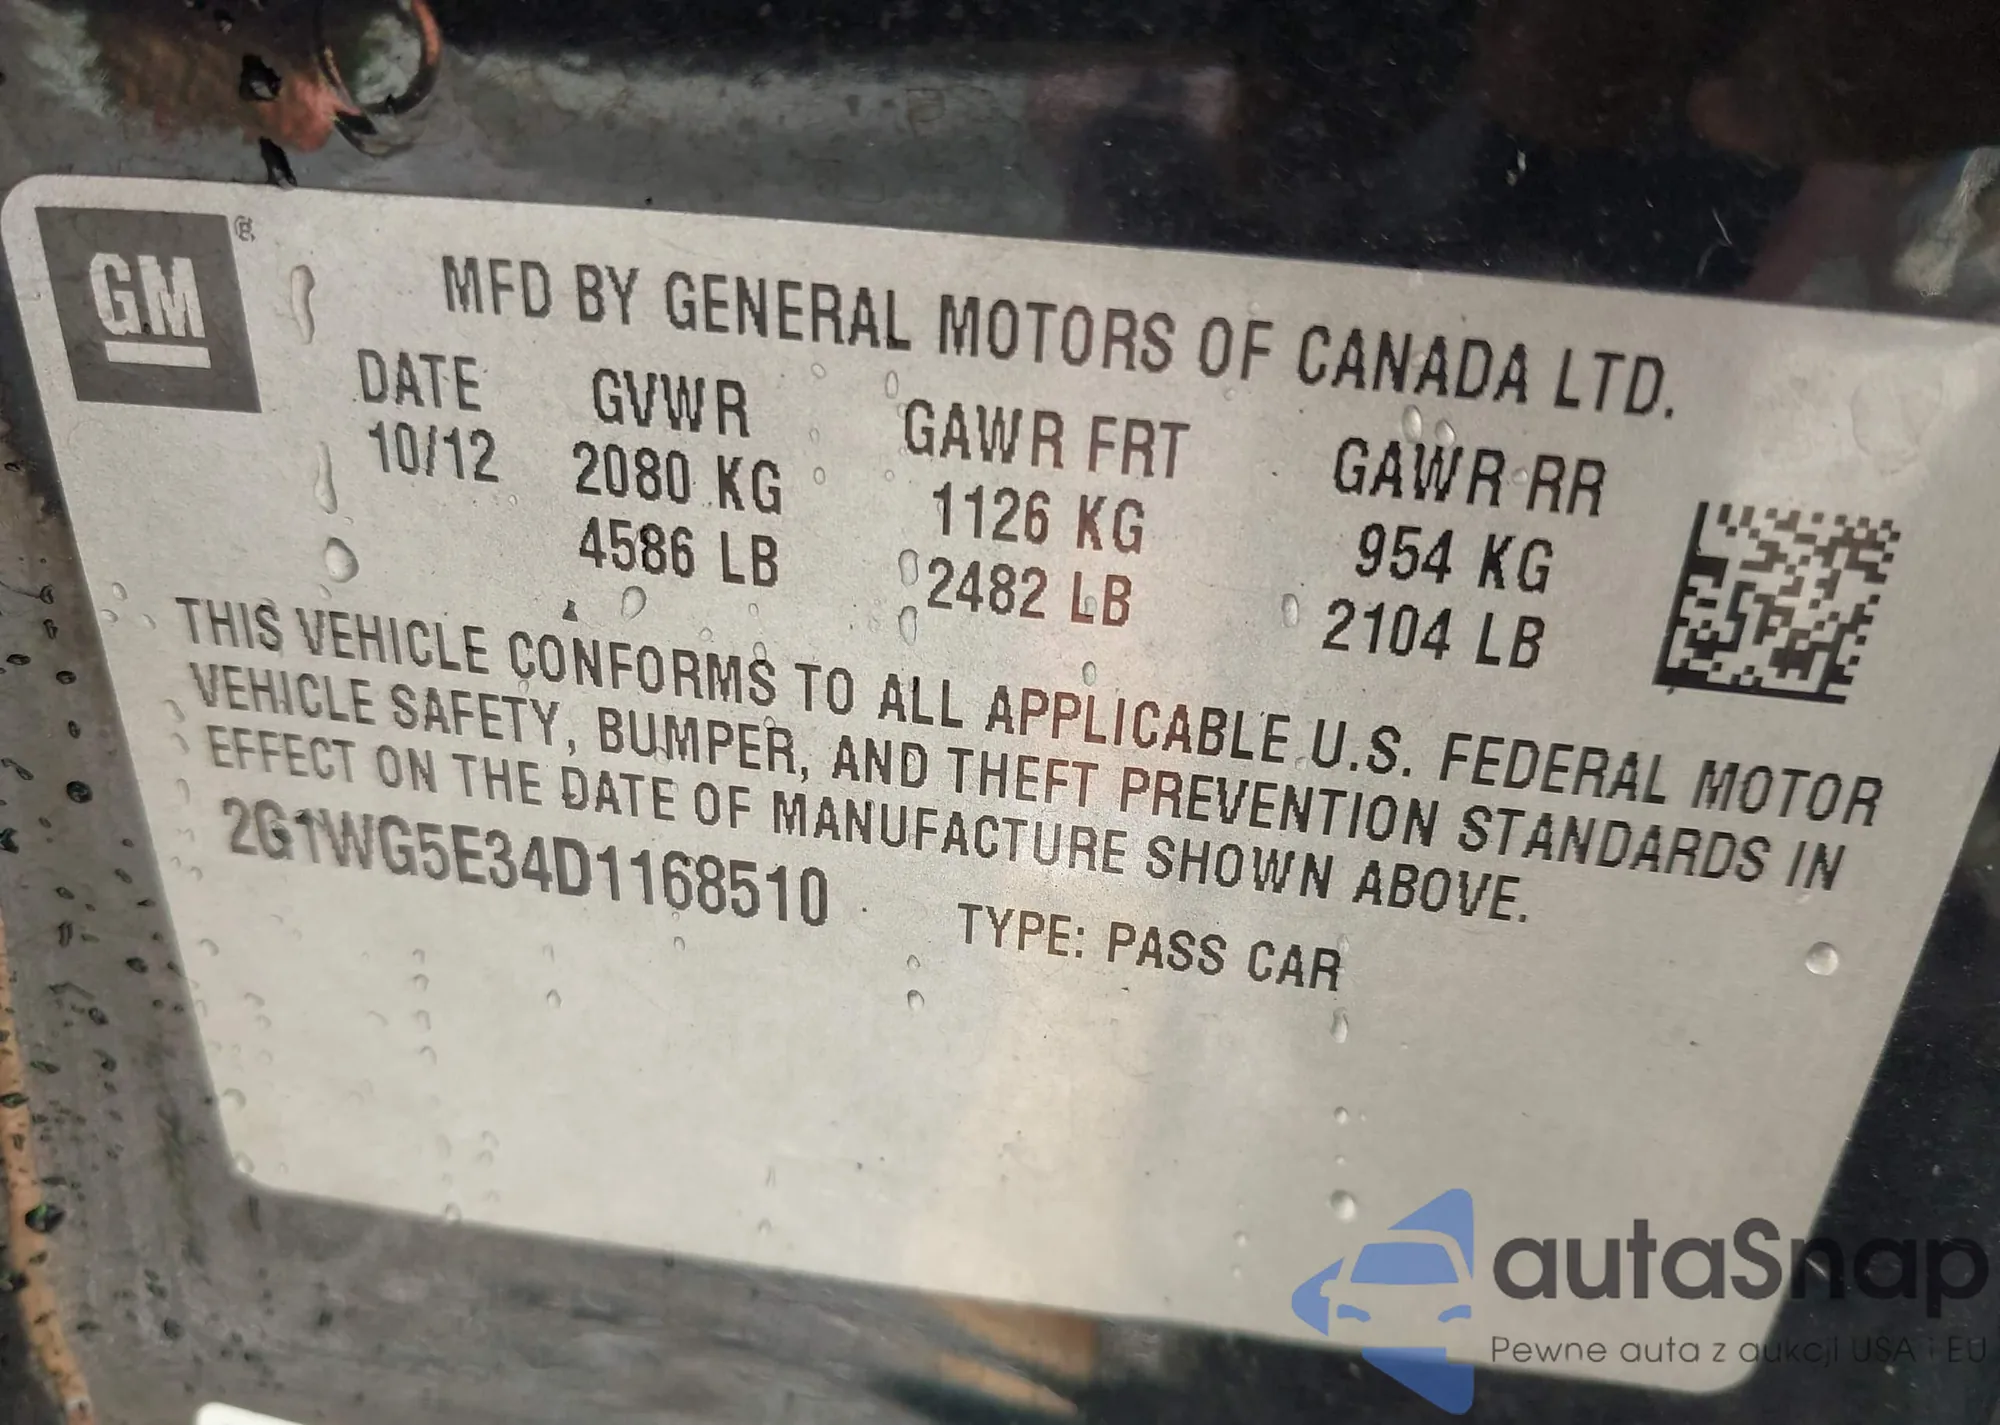 GM ®
MFD BY GENERAL MOTORS OF CANADA LTD.
DATE GVWR GAWR FRT GAWR RR
10/12 2080 KG 1126 KG 954 KG
4586 LB 2482 LB 2104 LB
THIS VEHICLE CONFORMS TO ALL APPLICABLE U.S. FEDERAL MOTOR
VEHICLE SAFETY, BUMPER, AND THEFT PREVENTION STANDARDS IN
EFFECT ON THE DATE OF MANUFACTURE SHOWN ABOVE.
2G1WG5E34D1168510 TYPE: PASS CAR
autaSnap
Pewne auta z aukcji USA i EU